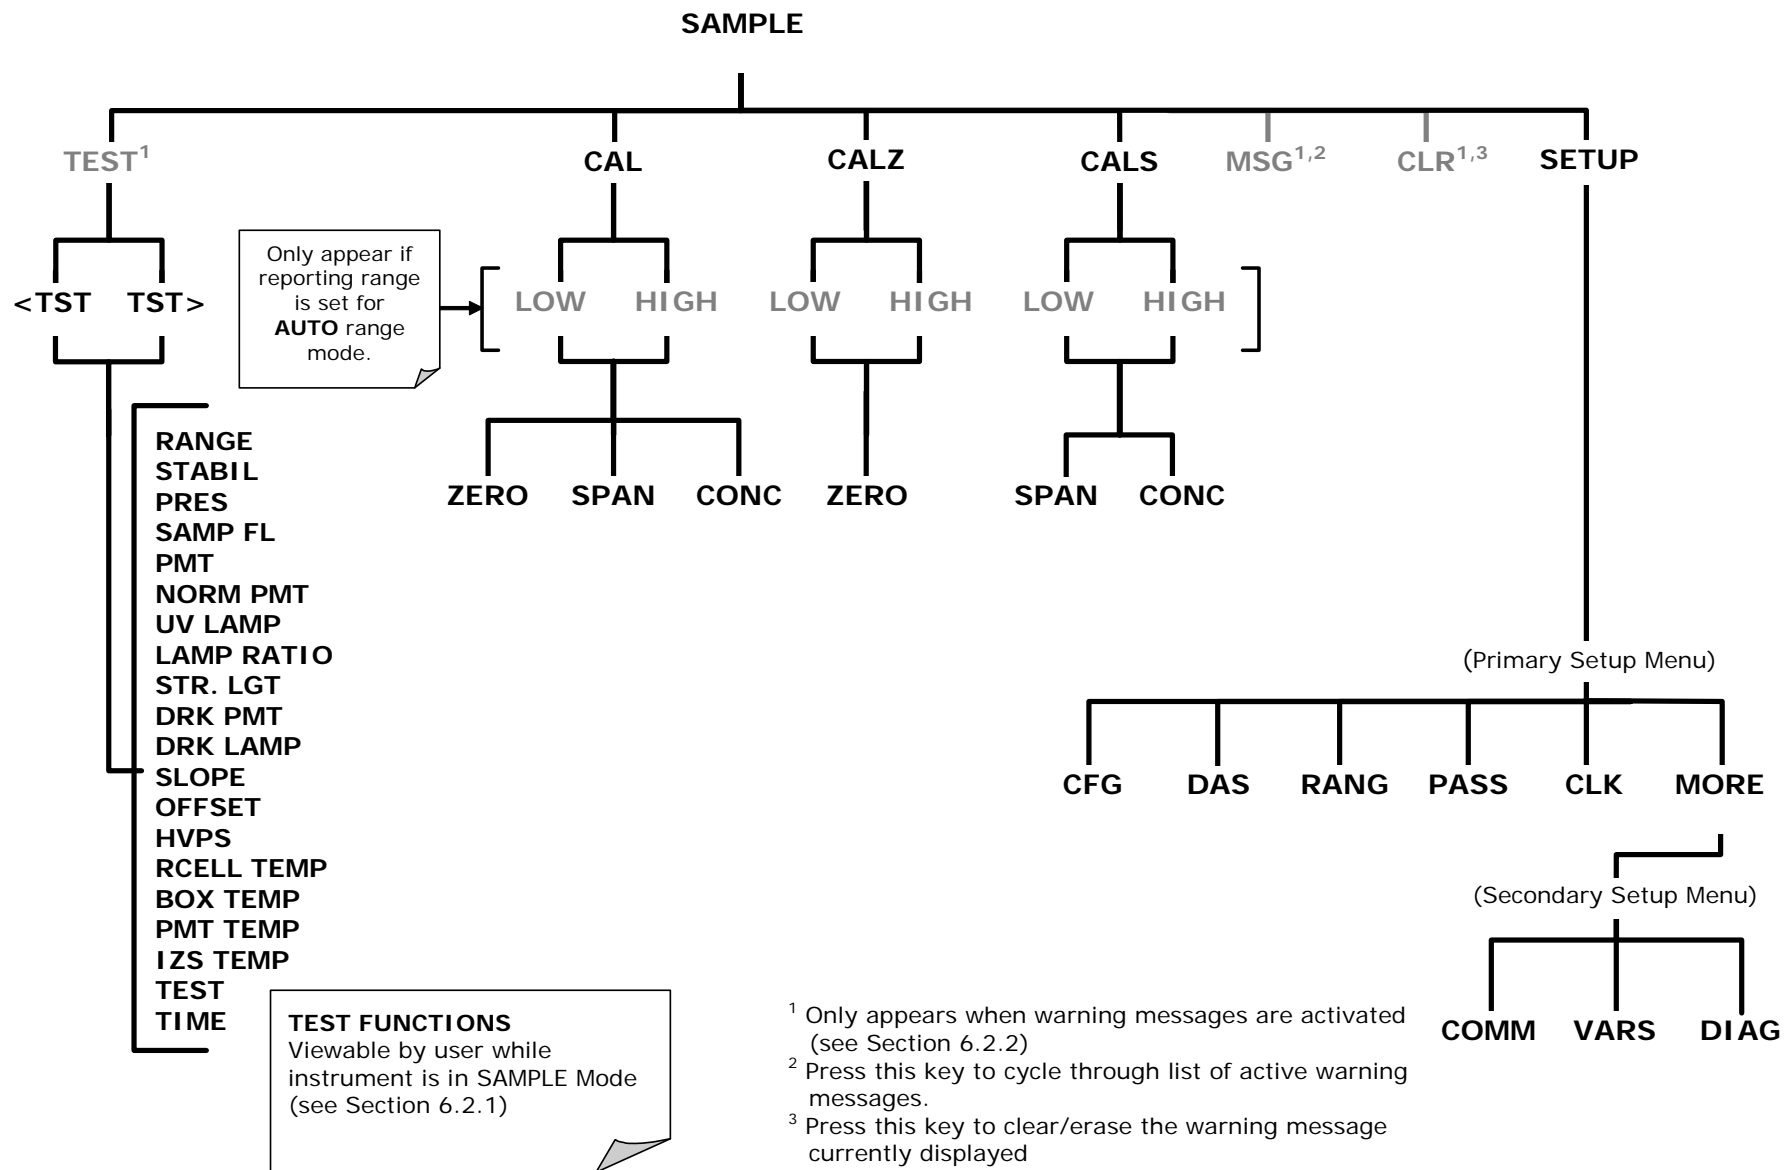 SAMPLE
TEST1 CAL CALZ CALS MSG1,2 CLR1,3 SETUP
<TST TST>
Only appear if
reporting range
is set for
AUTO range
mode.
LOW HIGH LOW HIGH LOW HIGH
ZERO SPAN CONC ZERO SPAN CONC
RANGE
STABIL
PRES
SAMP FL
PMT
NORM PMT
UV LAMP
LAMP RATIO
STR. LGT
DRK PMT
DRK LAMP
SLOPE
OFFSET
HVPS
RCELL TEMP
BOX TEMP
PMT TEMP
IZS TEMP
TEST
TIME
TEST FUNCTIONS
Viewable by user while
instrument is in SAMPLE Mode
(see Section 6.2.1)
(Primary Setup Menu)
CFG DAS RANG PASS CLK MORE
(Secondary Setup Menu)
COMM VARS DIAG
1 Only appears when warning messages are activated
(see Section 6.2.2)
2 Press this key to cycle through list of active warning
messages.
3 Press this key to clear/erase the warning message
currently displayed